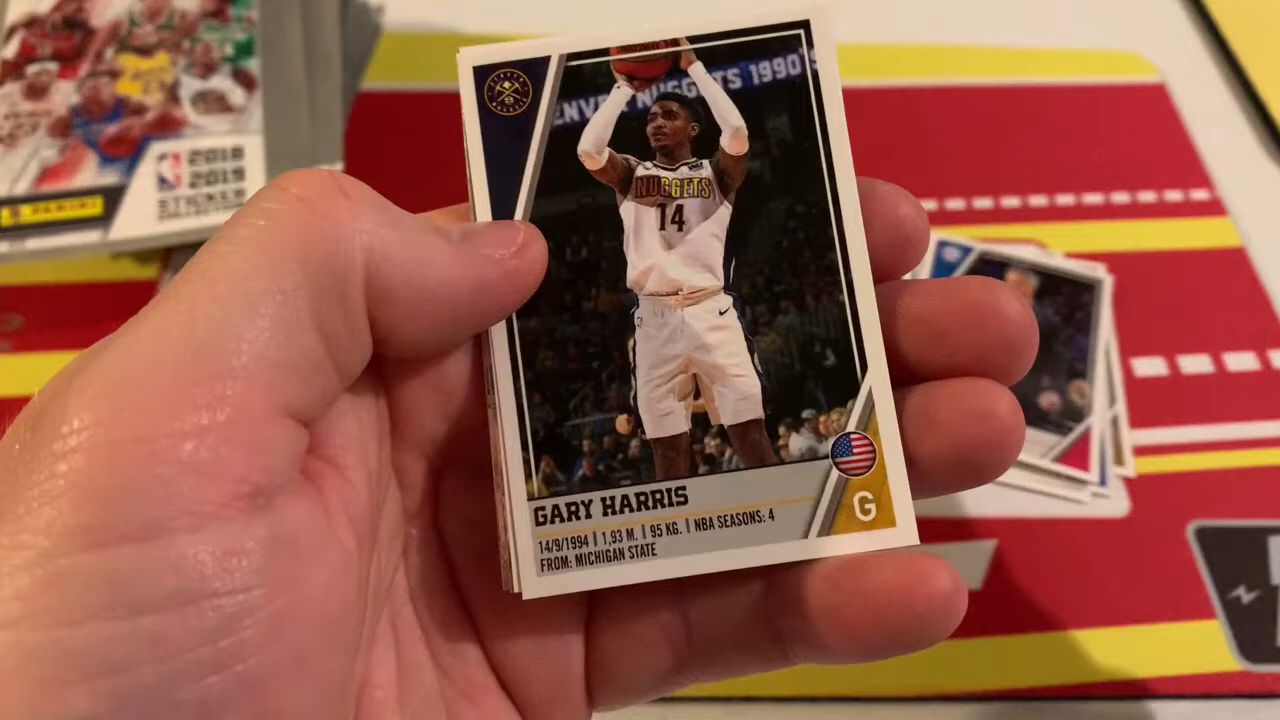 2018
2019
STICKER
PANINI
DENVER NUGGETS 1990'S
NUGGETS
14
GARY HARRIS
14/9/1994 | 1,93 M. | 95 KG. | NBA SEASONS: 4
FROM: MICHIGAN STATE
G